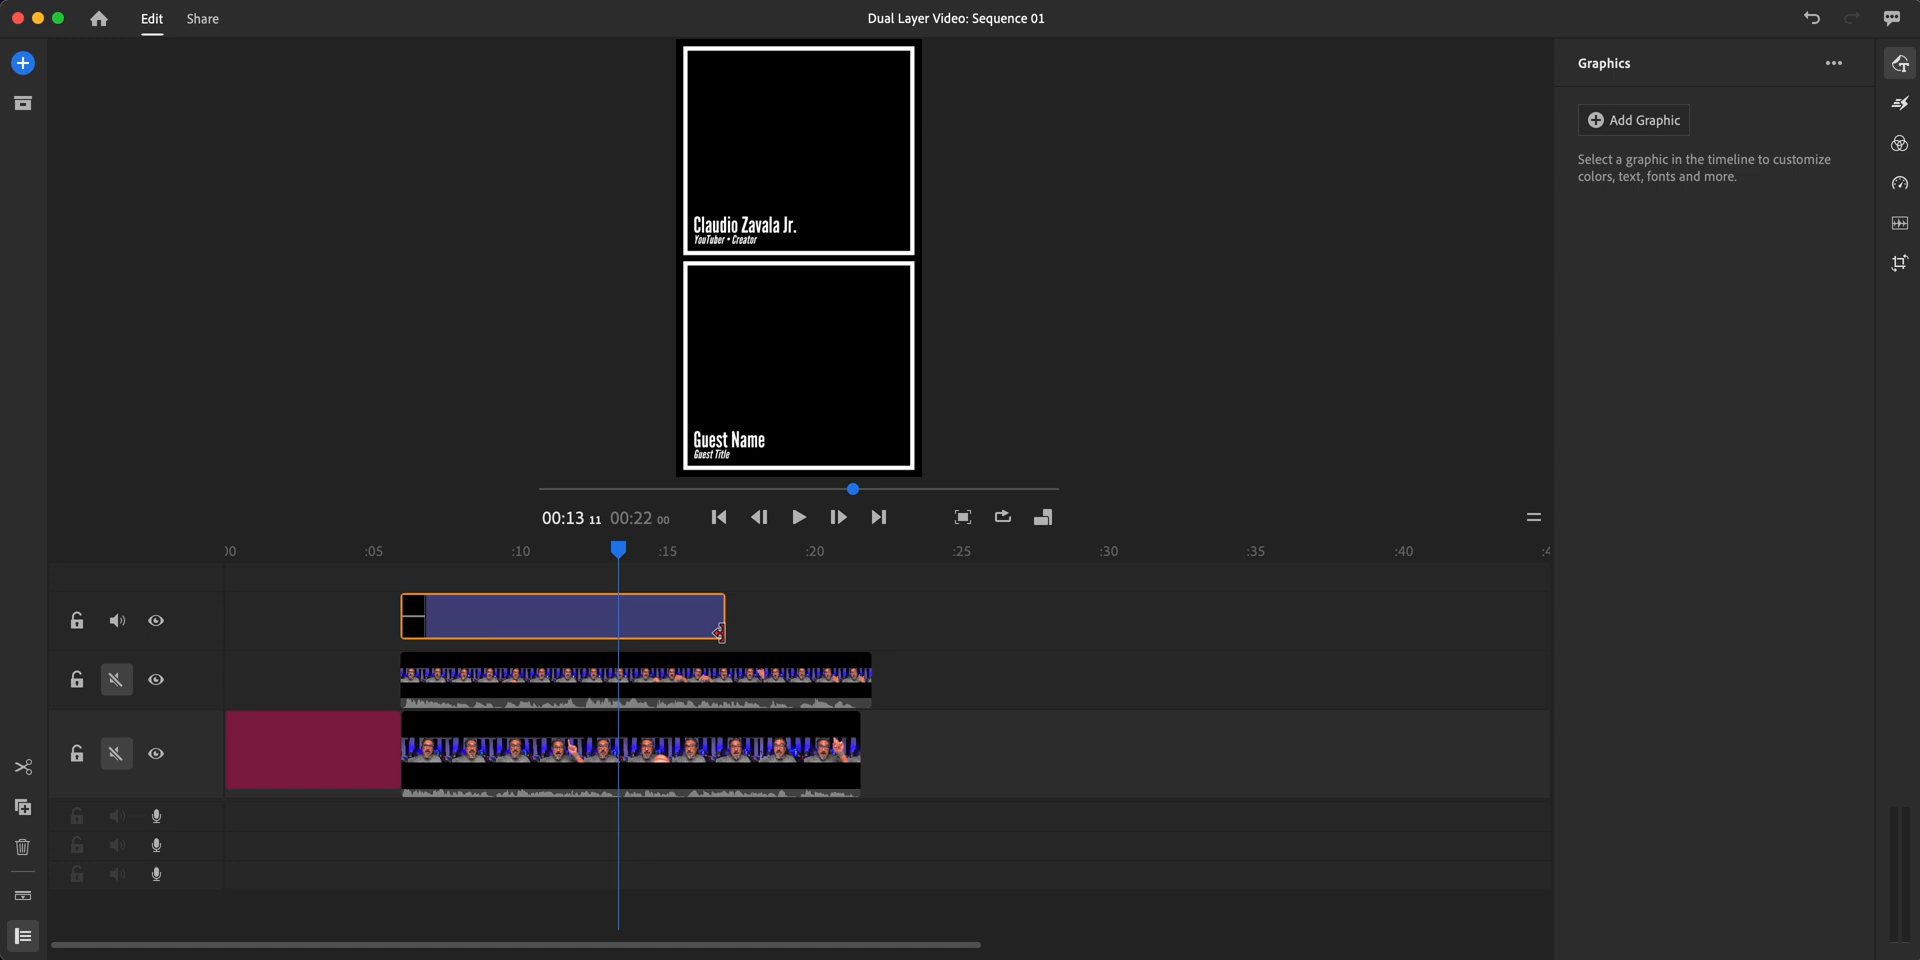 Edit
Share
Dual Layer Video: Sequence 01
Graphics
Add Graphic
Select a graphic in the timeline to customize
colors, text, fonts and more.
Claudio Zavala Jr.
YouTuber • Creator
Guest Name
Guest Title
00:13 11 00:22 00
00 :05 :10 :15 :20 :25 :30 :35 :40 :4